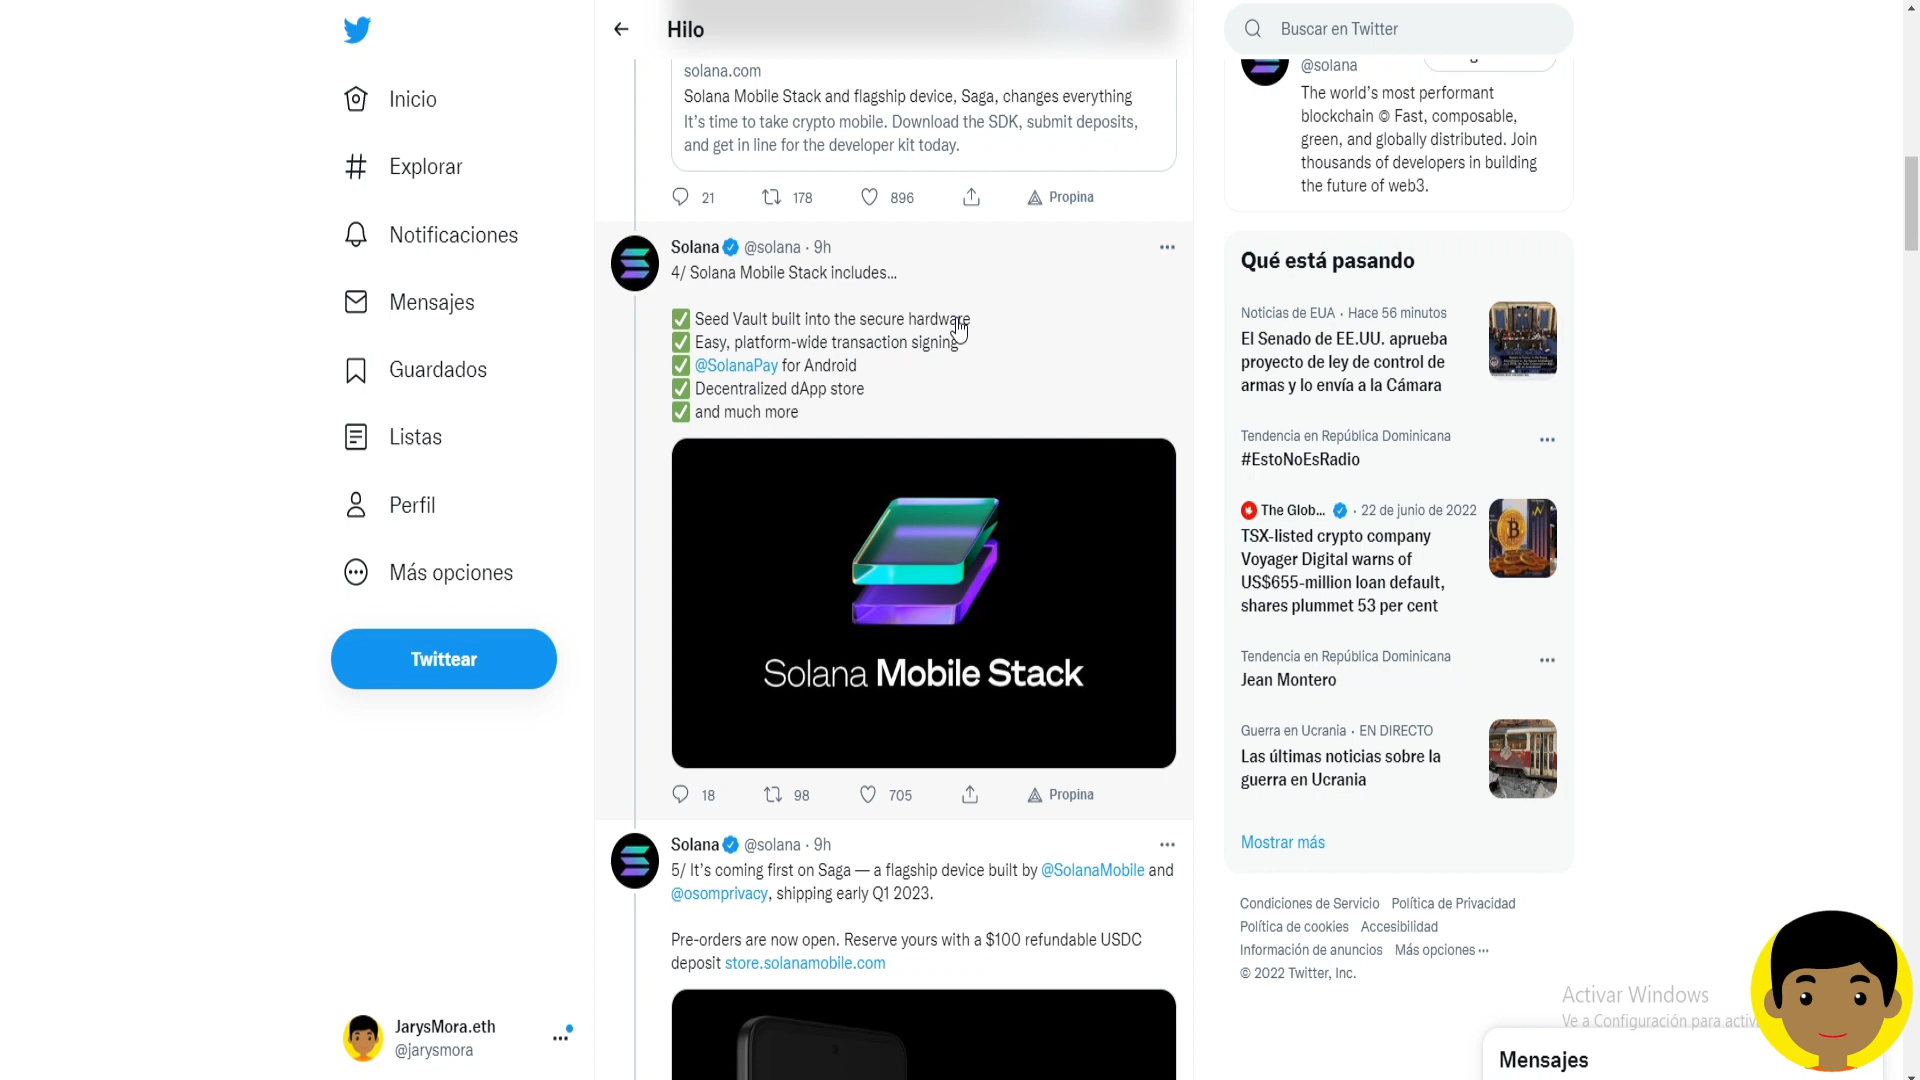 Inicio
Explorar
Notificaciones
Mensajes
Guardados
Listas
Perfil
Más opciones
Twittear
JarysMora.eth
@jarysmora
Hilo
solana.com
Solana Mobile Stack and flagship device, Saga, changes everything
It's time to take crypto mobile. Download the SDK, submit deposits,
and get in line for the developer kit today.
21 178 896 Propina
Solana @solana · 9h
4/ Solana Mobile Stack includes...
✅ Seed Vault built into the secure hardware
✅ Easy, platform-wide transaction signing
✅ @SolanaPay for Android
✅ Decentralized dApp store
✅ and much more
Solana Mobile Stack
18 98 705 Propina
Solana @solana · 9h
5/ It's coming first on Saga — a flagship device built by @SolanaMobile and
@osomprivacy, shipping early Q1 2023.
Pre-orders are now open. Reserve yours with a $100 refundable USDC
deposit store.solanamobile.com
Buscar en Twitter
@solana
The world's most performant
blockchain © Fast, composable,
green, and globally distributed. Join
thousands of developers in building
the future of web3.
Qué está pasando
Noticias de EUA · Hace 56 minutos
El Senado de EE.UU. aprueba
proyecto de ley de control de
armas y lo envía a la Cámara
Tendencia en República Dominicana
#EstoNoEsRadio
The Glob... · 22 de junio de 2022
TSX-listed crypto company
Voyager Digital warns of
US$655-million loan default,
shares plummet 53 per cent
Tendencia en República Dominicana
Jean Montero
Guerra en Ucrania · EN DIRECTO
Las últimas noticias sobre la
guerra en Ucrania
Mostrar más
Condiciones de Servicio Política de Privacidad
Política de cookies Accesibilidad
Información de anuncios Más opciones ···
© 2022 Twitter, Inc.
Activar Windows
Ve a Configuración para
Mensajes